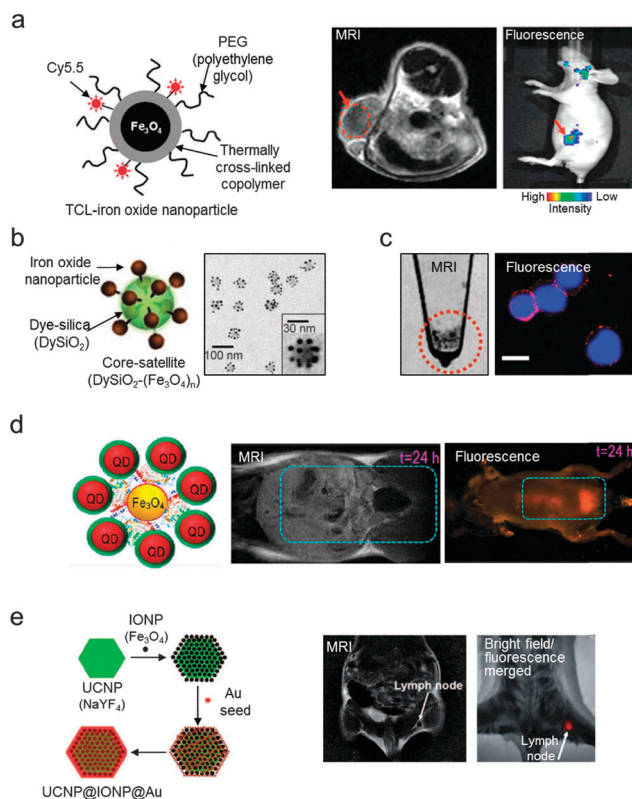 a
PEG
(polyethylene
glycol)
Cy5.5
Fe3O4
Thermally
cross-linked
copolymer
TCL-iron oxide nanoparticle
MRI
Fluorescence
High
Low
Intensity
b
Iron oxide
nanoparticle
Dye-silica
(DySiO2)
Core-satellite
(DySiO2-(Fe3O4)n)
100 nm
30 nm
c
MRI
Fluorescence
d
QD
QD
QD
QD
QD
QD
QD
Fe3O4
MRI
t=24 h
Fluorescence
t=24 h
e
IONP
(Fe3O4)
UCNP
(NaYF4)
Au
seed
UCNP@IONP@Au
MRI
Lymph node
Bright field/
fluorescence
merged
Lymph
node